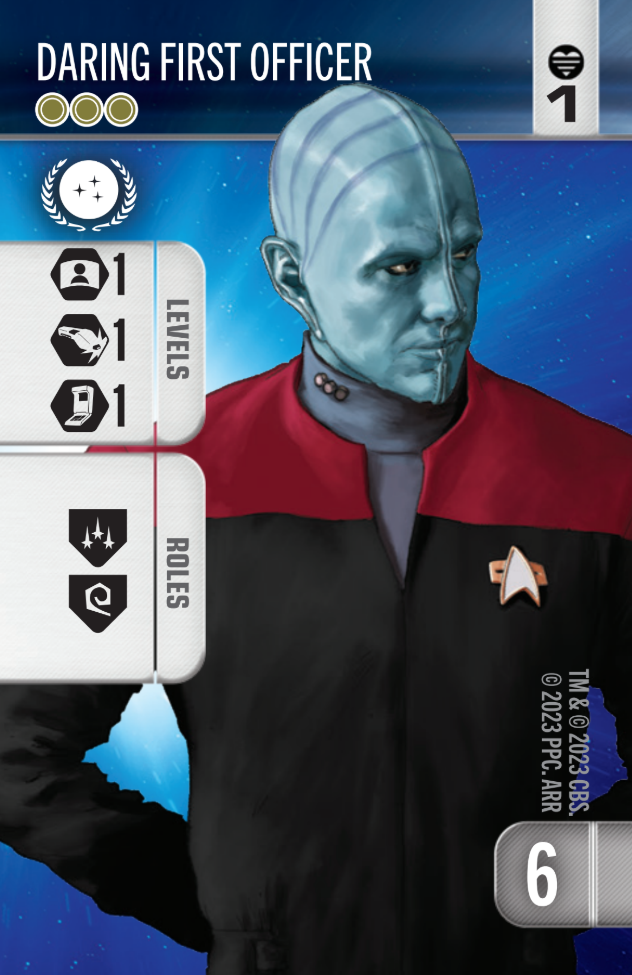 DARING FIRST OFFICER
1
1
1
1
LEVELS
ROLES
TM & © 2023 CBS.
© 2023 PPC. ARR
6